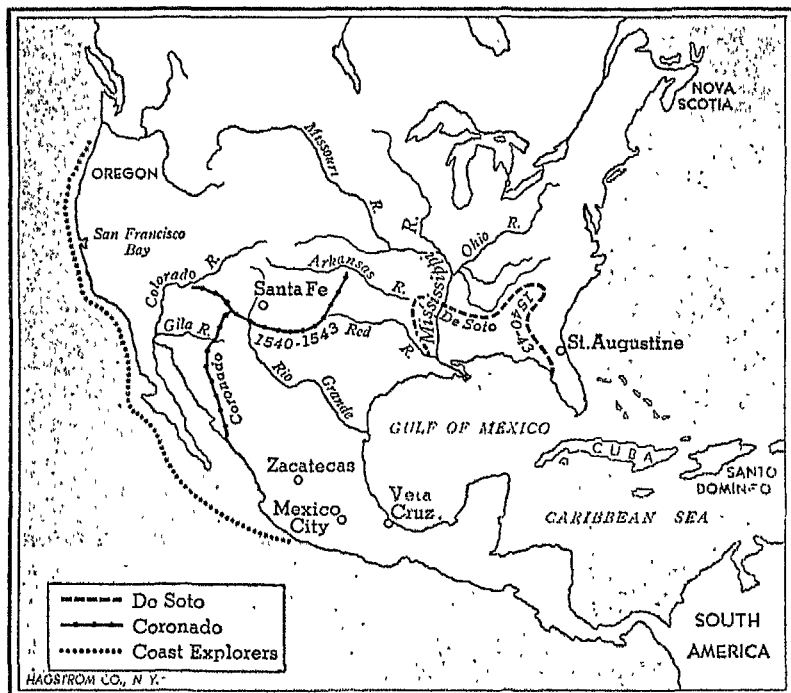 NOVA
SCOTIA
OREGON
Missouri
R.
R.
Ohio R.
San Francisco
Bay
Mississippi
Colorado R.
Arkansas
R.
Santa Fe
De Soto
1540-43
Gila R.
1540-1543
Red
R.
St. Augustine
Coronado
Rio
Grande
GULF OF MEXICO
CUBA
SANTO
DOMINGO
Zacatecas
Mexico
City
Vera
Cruz
CARIBBEAN SEA
De Soto
Coronado
Coast Explorers
SOUTH
AMERICA
HAGSTROM CO., N. Y.